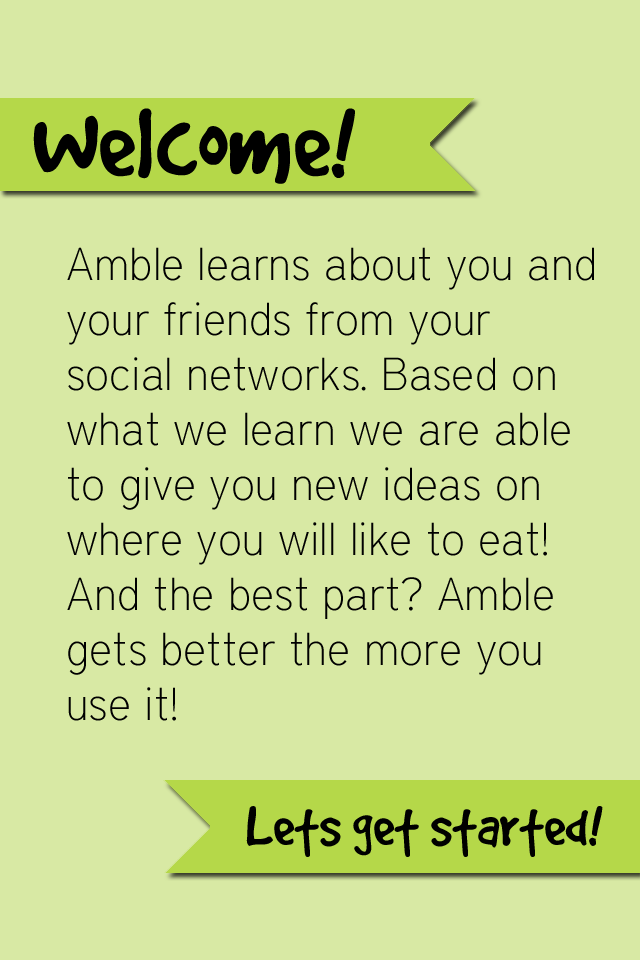 Welcome!
Amble learns about you and
your friends from your
social networks. Based on
what we learn we are able
to give you new ideas on
where you will like to eat!
And the best part? Amble
gets better the more you
use it!
Lets get started!